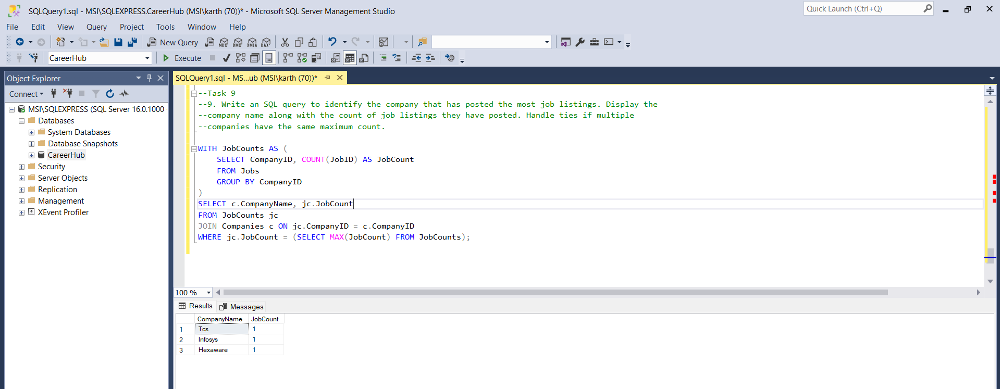 SQLQuery1.sql - MSI\SQLEXPRESS.CareerHub (MSI\karth (70))* - Microsoft SQL Server Management Studio
Quick Launch (Ctrl+Q)
File Edit View Query Project Tools Window Help
New Query MDX DMX XMLA DAX
CareerHub Execute
Object Explorer
Connect
MSI\SQLEXPRESS (SQL Server 16.0.1000 -
Databases
System Databases
Database Snapshots
CareerHub
Security
Server Objects
Replication
Management
XEvent Profiler
SQLQuery1.sql - MS...ub (MSI\karth (70))*
--Task 9
--9. Write an SQL query to identify the company that has posted the most job listings. Display the
--company name along with the count of job listings they have posted. Handle ties if multiple
--companies have the same maximum count.
WITH JobCounts AS (
SELECT CompanyID, COUNT(JobID) AS JobCount
FROM Jobs
GROUP BY CompanyID
)
SELECT c.CompanyName, jc.JobCount
FROM JobCounts jc
JOIN Companies c ON jc.CompanyID = c.CompanyID
WHERE jc.JobCount = (SELECT MAX(JobCount) FROM JobCounts);
100 %
Results Messages
CompanyName JobCount
1 Tcs 1
2 Infosys 1
3 Hexaware 1